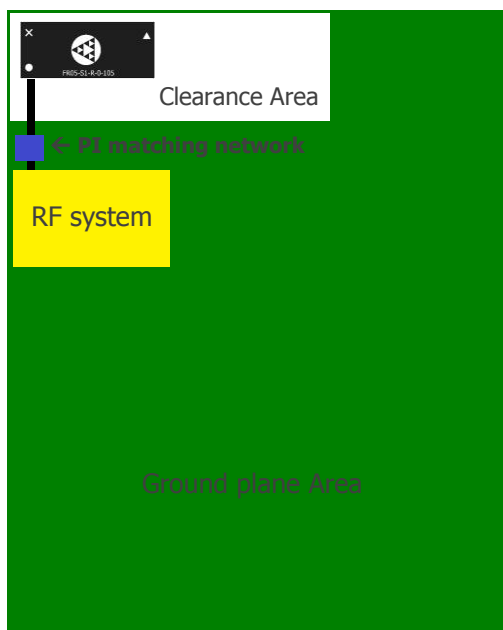 FR05-S1-R-0-105
Clearance Area
← PI matching network
RF system
Ground plane Area